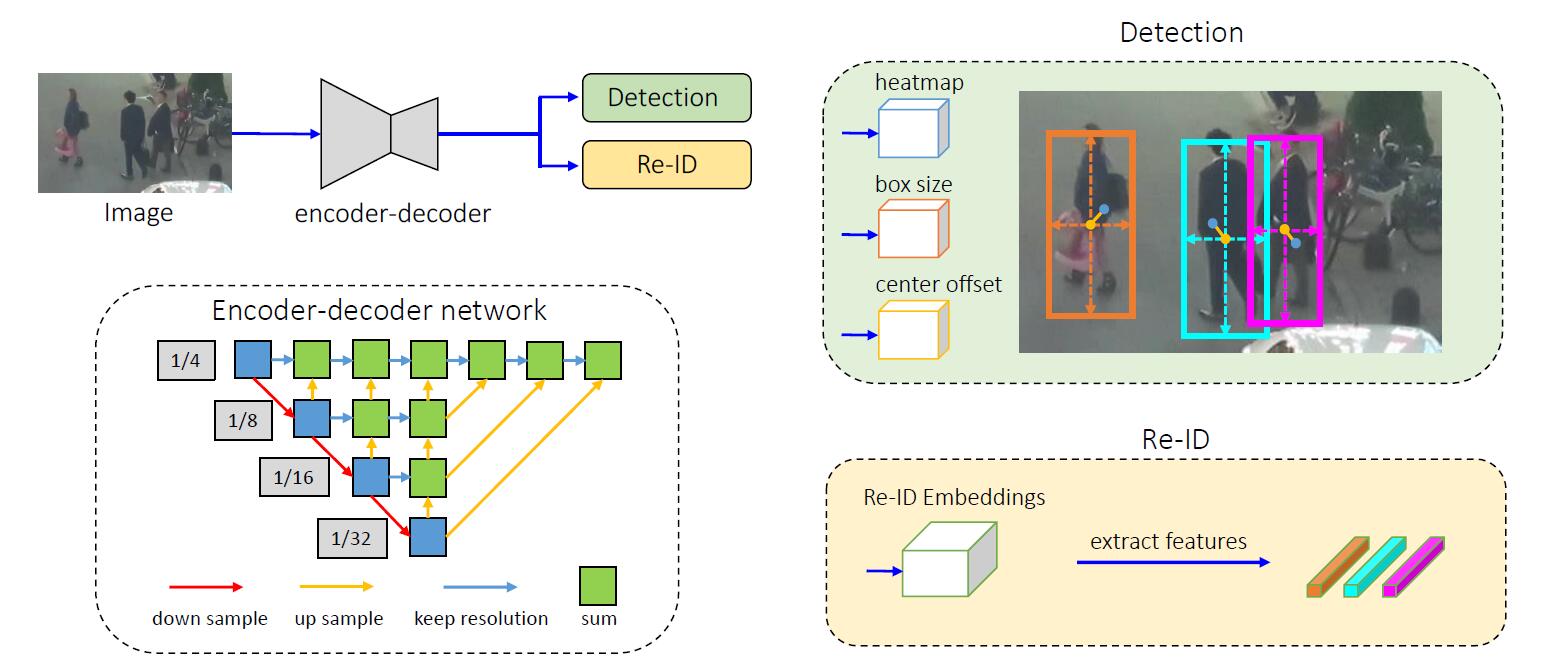 Image
encoder-decoder
Detection
Re-ID
Encoder-decoder network
1/4
1/8
1/16
1/32
down sample
up sample
keep resolution
sum
Detection
heatmap
box size
center offset
Re-ID
Re-ID Embeddings
extract features